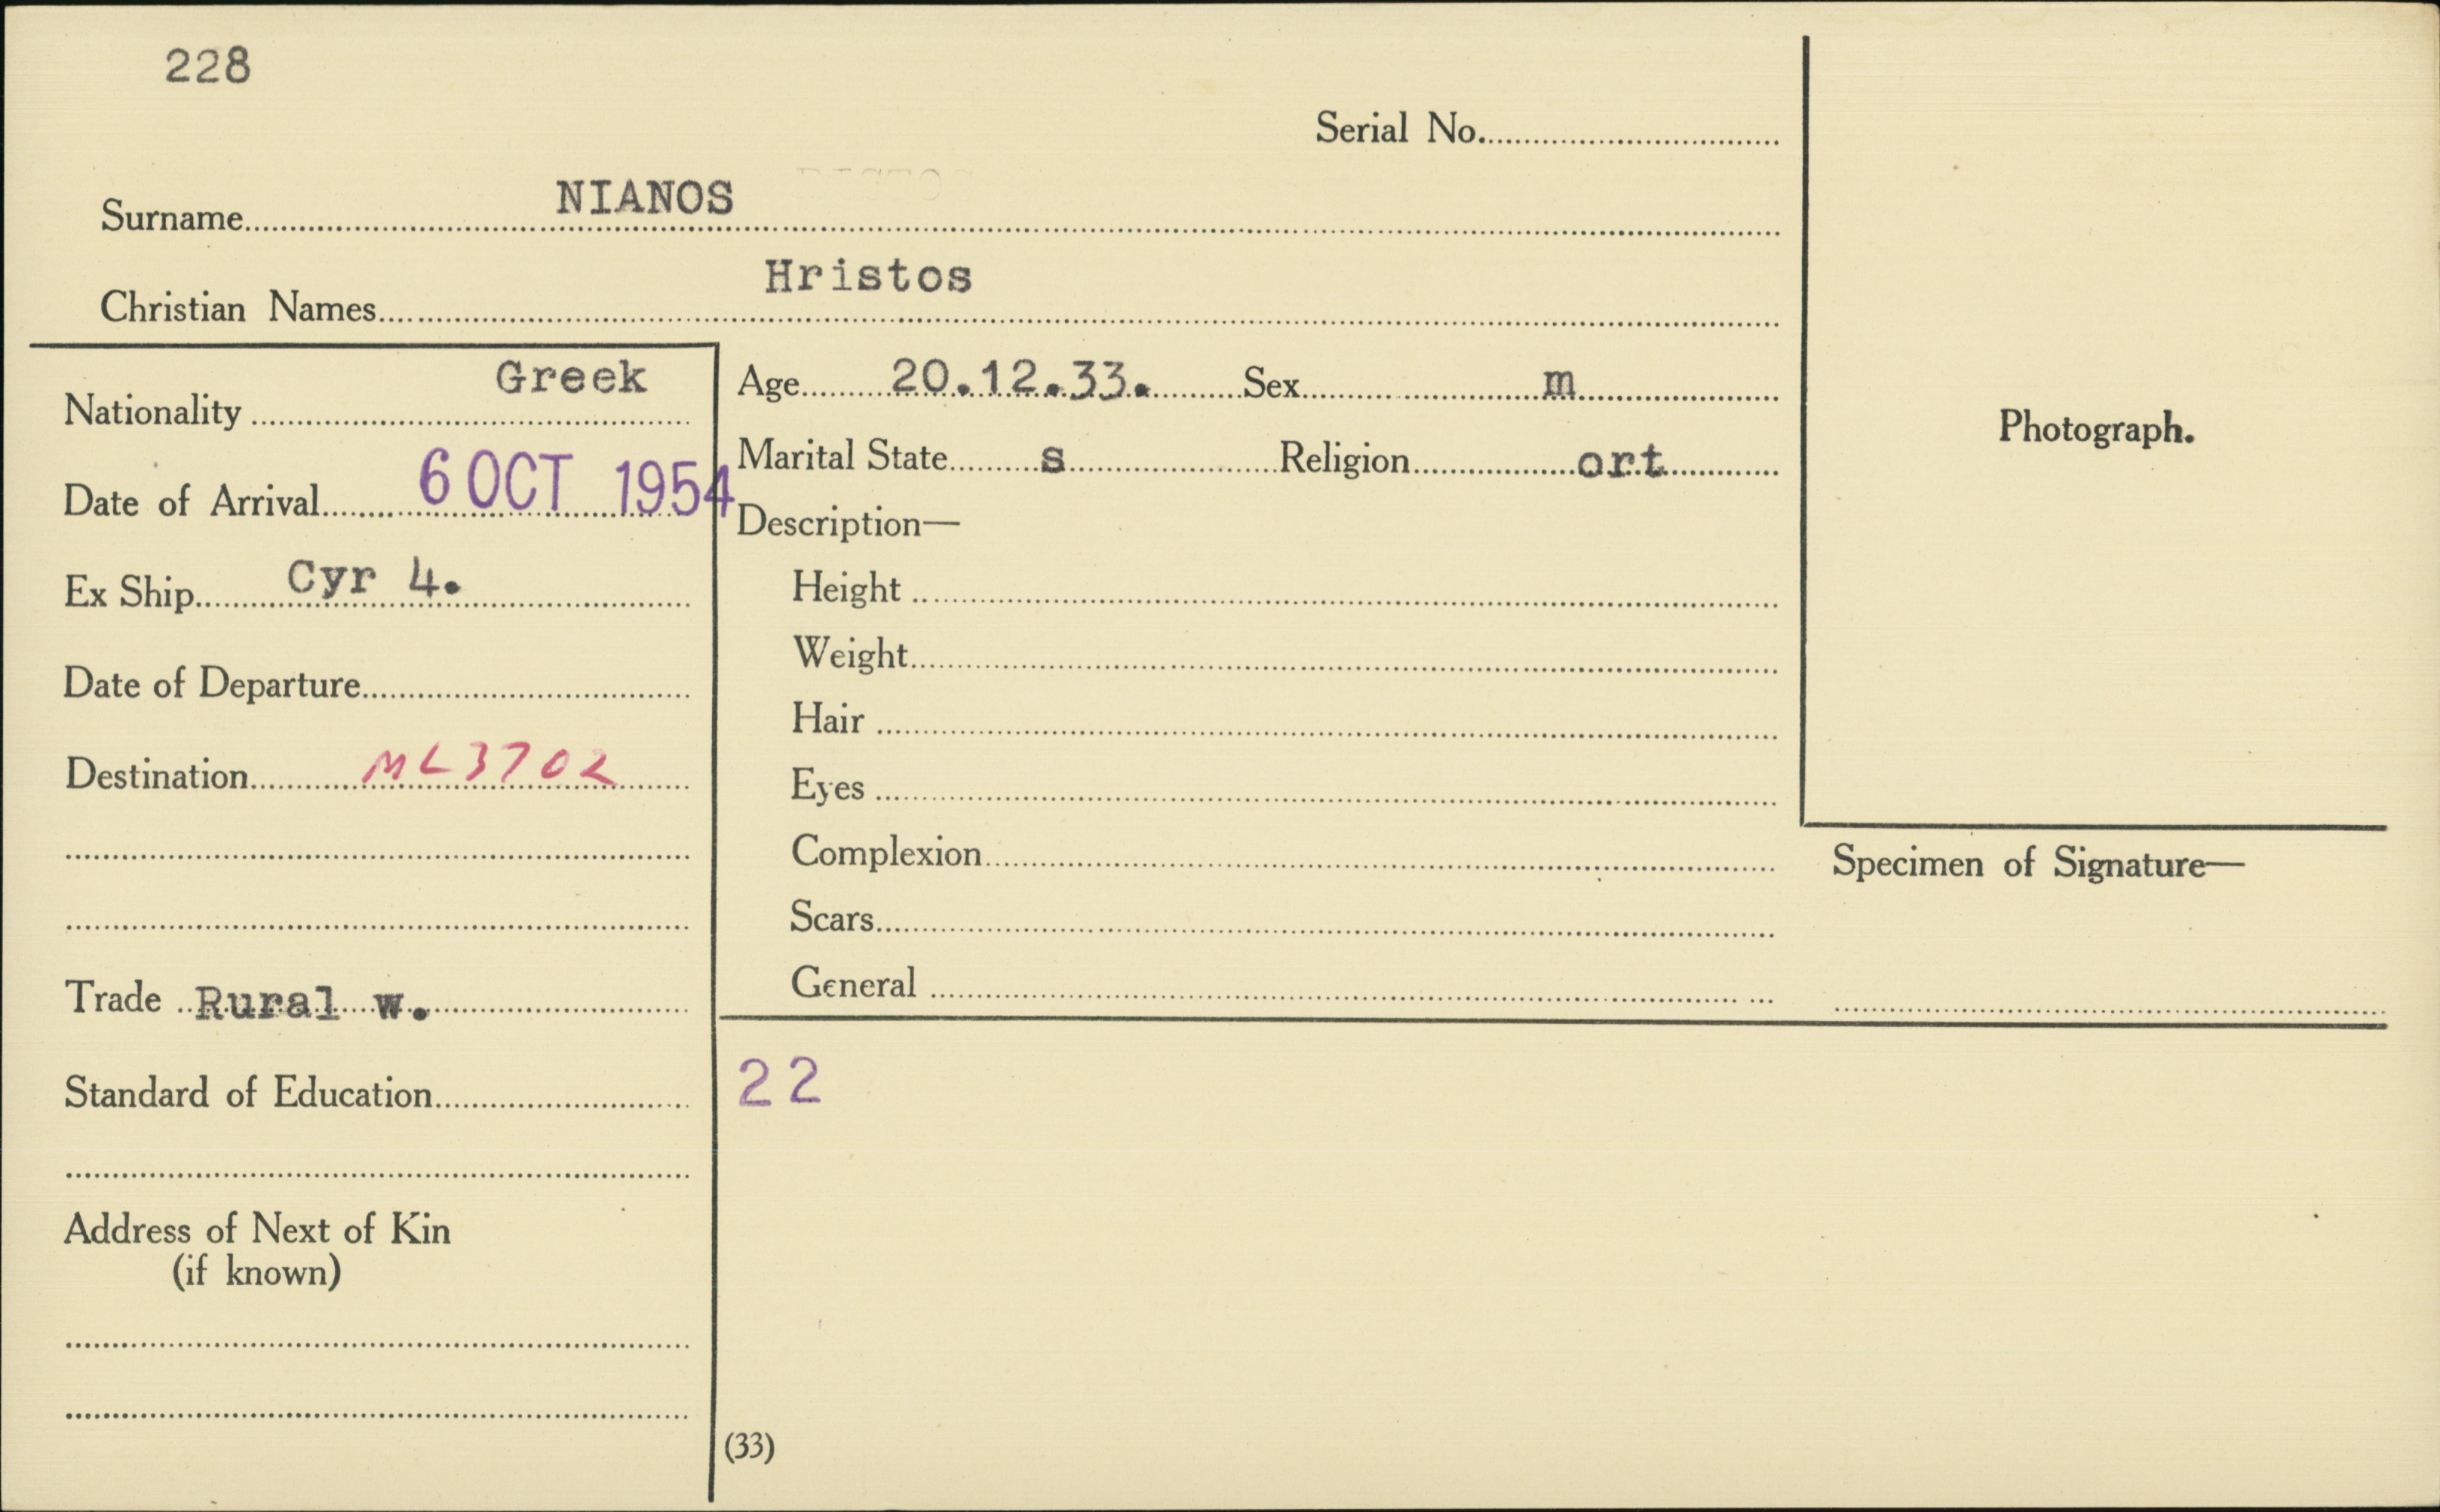 228
Serial No.
Surname NIANOS
Christian Names Hristos
Nationality Greek
Date of Arrival 6 OCT 1954
Ex Ship Cyr 4.
Date of Departure
Destination ML3702
Trade Rural w.
Standard of Education
Address of Next of Kin
(if known)
Age 20.12.33. Sex m
Marital State s Religion ort
Description—
Height
Weight
Hair
Eyes
Complexion
Scars
General
22
(33)
Photograph.
Specimen of Signature—